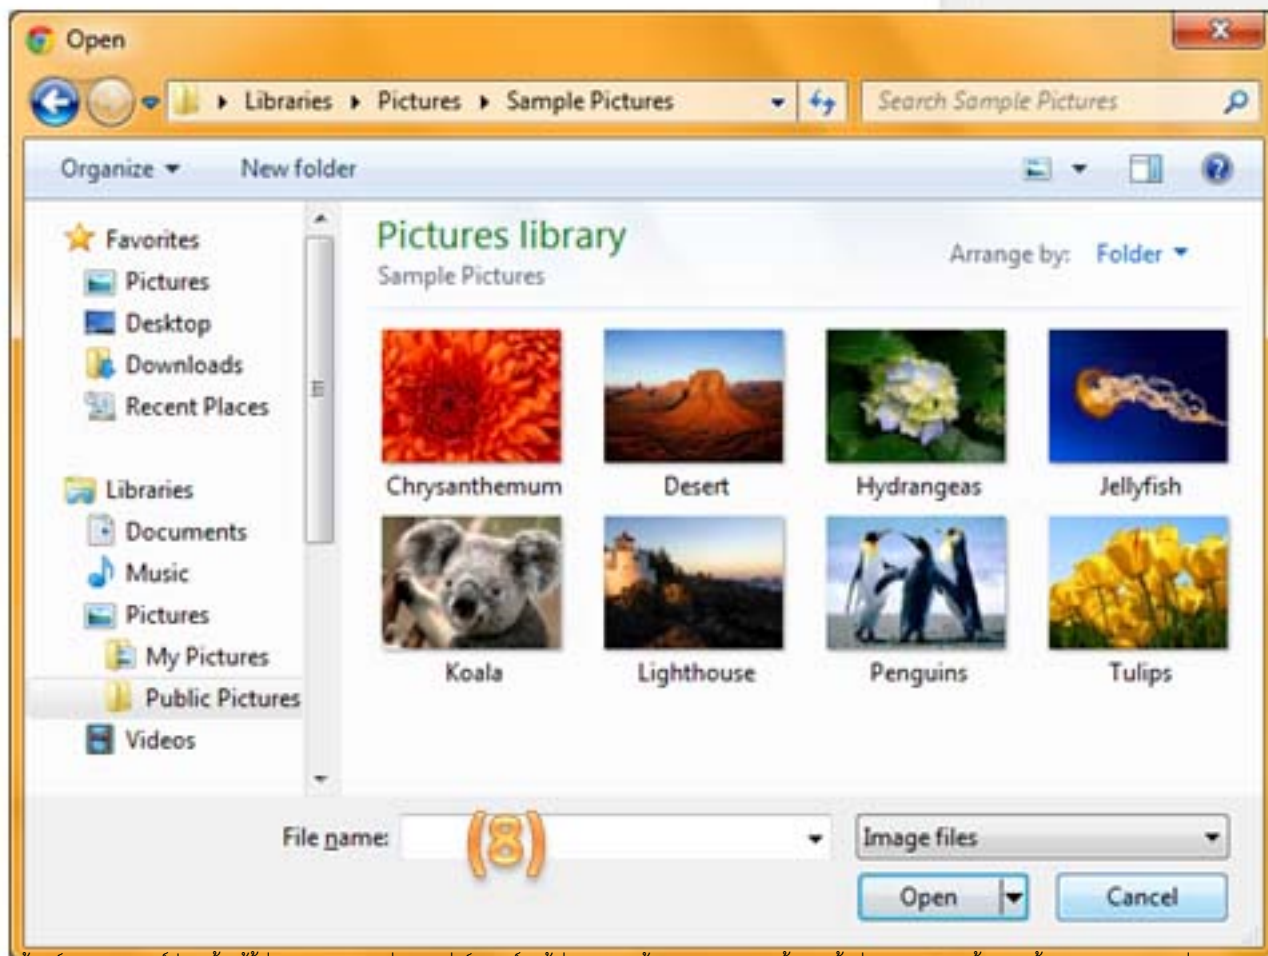 Open
Libraries Pictures Sample Pictures
Search Sample Pictures
Organize
New folder
Favorites
Pictures
Desktop
Downloads
Recent Places
Libraries
Documents
Music
Pictures
My Pictures
Public Pictures
Videos
Pictures library
Sample Pictures
Arrange by: Folder
Chrysanthemum
Desert
Hydrangeas
Jellyfish
Koala
Lighthouse
Penguins
Tulips
File name:
(8)
Image files
Open
Cancel